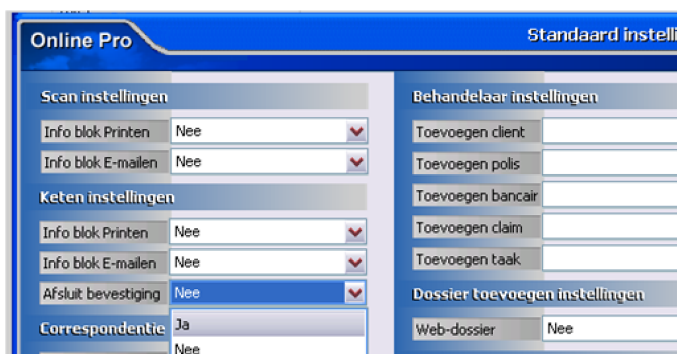 Online Pro
Standaard instelli
Scan instellingen
Info blok Printen Nee
Info blok E-mailen Nee
Keten instellingen
Info blok Printen Nee
Info blok E-mailen Nee
Afsluit bevestiging Nee
Ja
Nee
Correspondentie
Behandelaar instellingen
Toevoegen client
Toevoegen polis
Toevoegen bancair
Toevoegen claim
Toevoegen taak
Dossier toevoegen instellingen
Web-dossier Nee